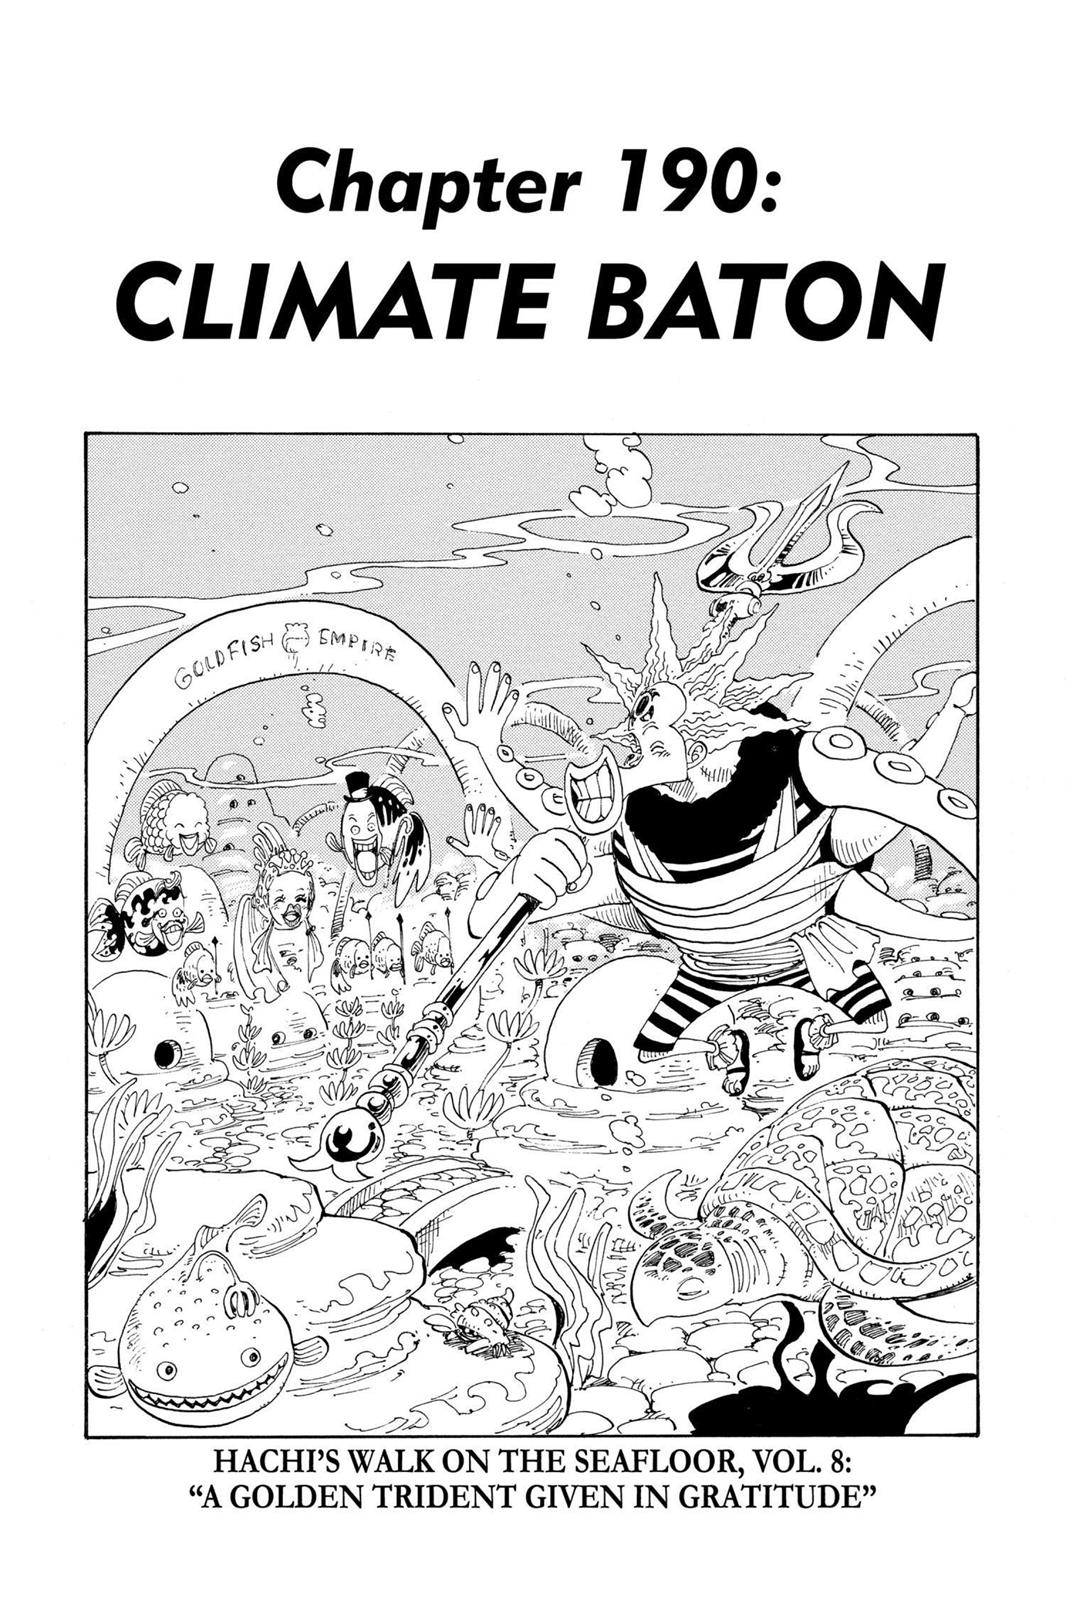 Chapter 190:
CLIMATE BATON
GOLDFISH EMPIRE
HACHI'S WALK ON THE SEAFLOOR, VOL. 8:
“A GOLDEN TRIDENT GIVEN IN GRATITUDE”